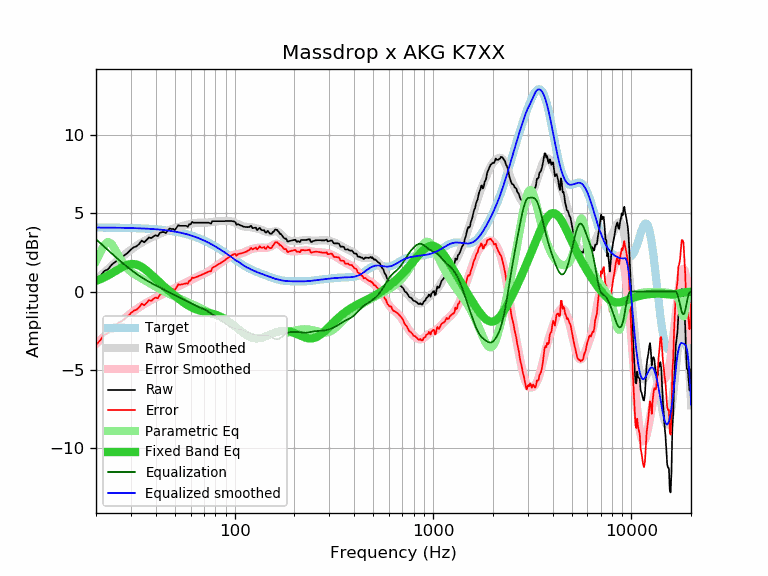 Massdrop x AKG K7XX
10
5
0
−5
−10
Amplitude (dBr)
Target
Raw Smoothed
Error Smoothed
Raw
Error
Parametric Eq
Fixed Band Eq
Equalization
Equalized smoothed
100 1000 10000
Frequency (Hz)